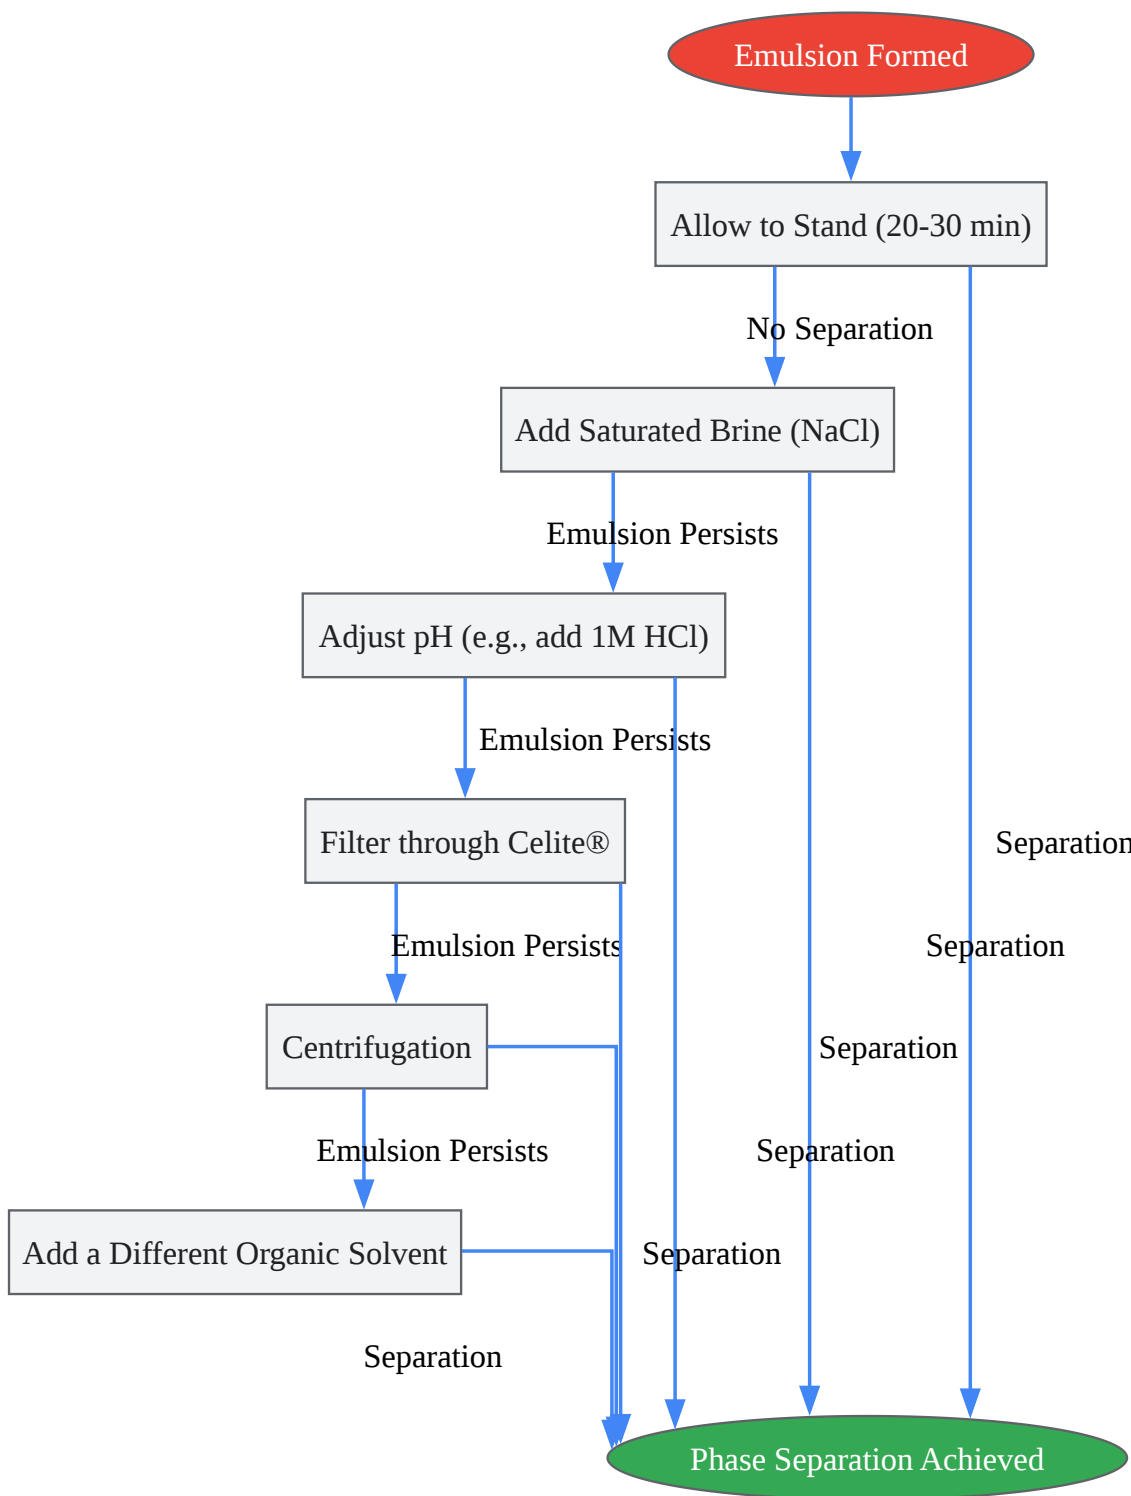 Emulsion Formed
Allow to Stand (20-30 min)
No Separation
Add Saturated Brine (NaCl)
Emulsion Persists
Adjust pH (e.g., add 1M HCl)
Emulsion Persists
Filter through Celite®
Separation
Emulsion Persists
Separation
Centrifugation
Separation
Emulsion Persists
Separation
Add a Different Organic Solvent
Separation
Separation
Phase Separation Achieved